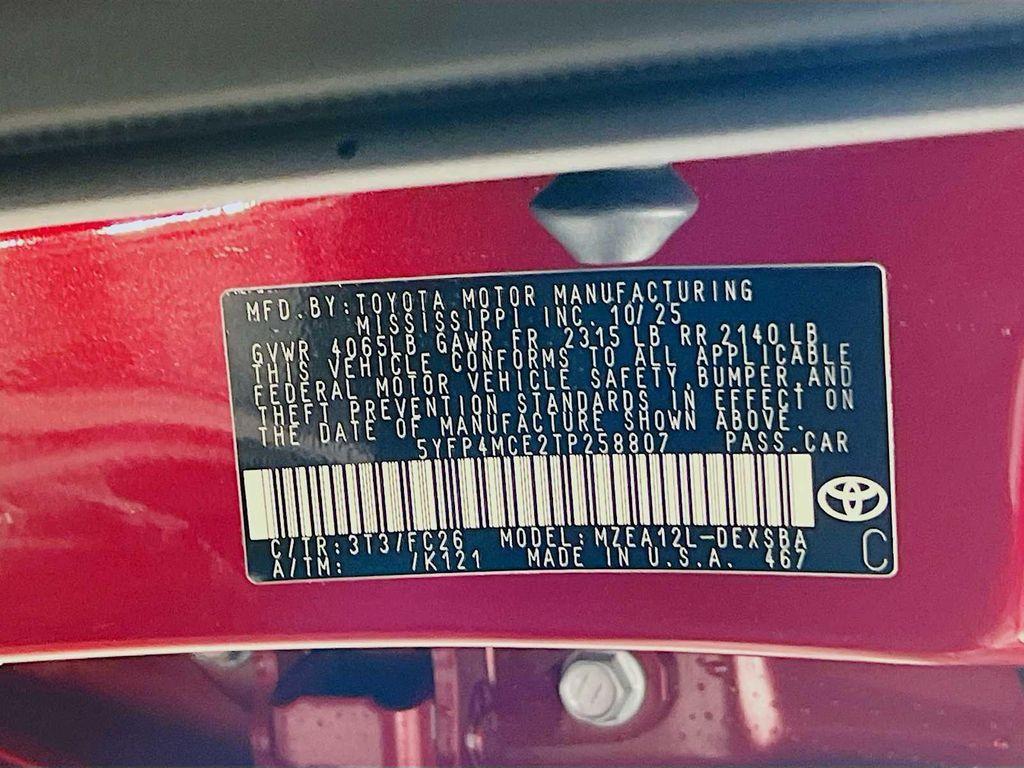 MFD. BY: TOYOTA MOTOR MANUFACTURING
MISSISSIPPI INC. 10/25
GVWR 4065LB GAWR FR 2315 LB RR 2140 LB
THIS VEHICLE CONFORMS TO ALL APPLICABLE
FEDERAL MOTOR VEHICLE SAFETY, BUMPER, AND
THEFT PREVENTION STANDARDS IN EFFECT ON
THE DATE OF MANUFACTURE SHOWN ABOVE.
5YFP4MCE2TP258807 PASS. CAR
C/TR: 3T3/FC26 MODEL: MZEA12L-DEXSBA
A/TM: /K121 MADE IN U.S.A. 467
C